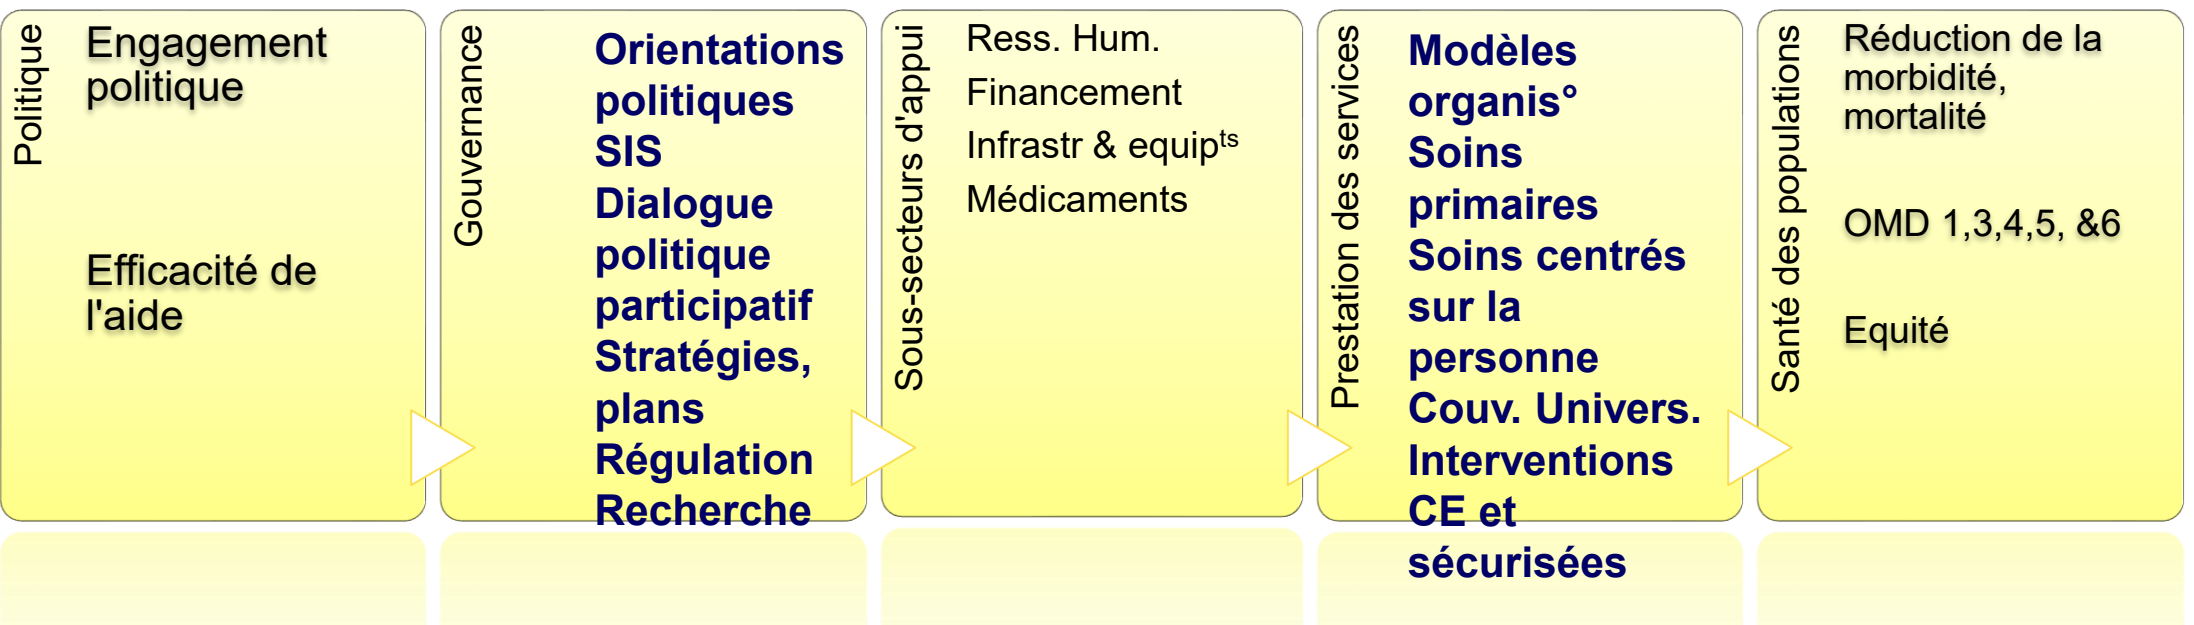 Politique
Engagement
politique
Efficacité de
l'aide
Gouvernance
Orientations
politiques
SIS
Dialogue
politique
participatif
Stratégies,
plans
Régulation
Recherche
Sous-secteurs d'appui
Ress. Hum.
Financement
Infrastr & equipts
Médicaments
Prestation des services
Modèles
organis°
Soins
primaires
Soins centrés
sur la
personne
Couv. Univers.
Interventions
CE et
sécurisées
Santé des populations
Réduction de la
morbidité,
mortalité
OMD 1,3,4,5, &6
Equité